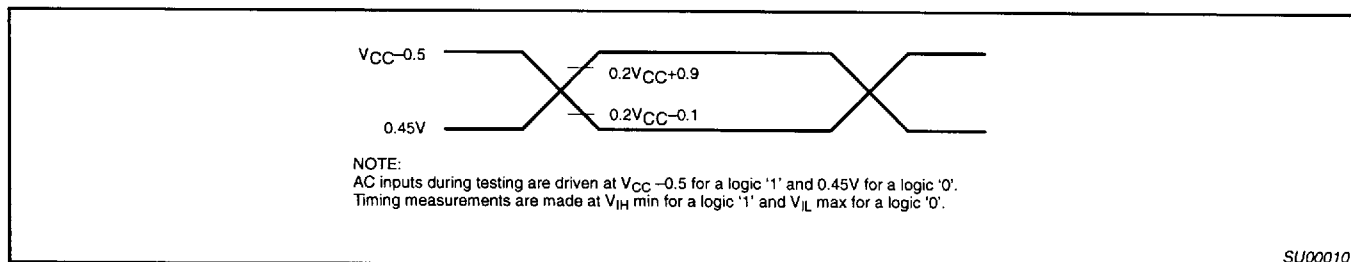 VCC–0.5
0.2VCC+0.9
0.2VCC–0.1
0.45V
NOTE:
AC inputs during testing are driven at VCC –0.5 for a logic '1' and 0.45V for a logic '0'.
Timing measurements are made at VIH min for a logic '1' and VIL max for a logic '0'.
SU00010